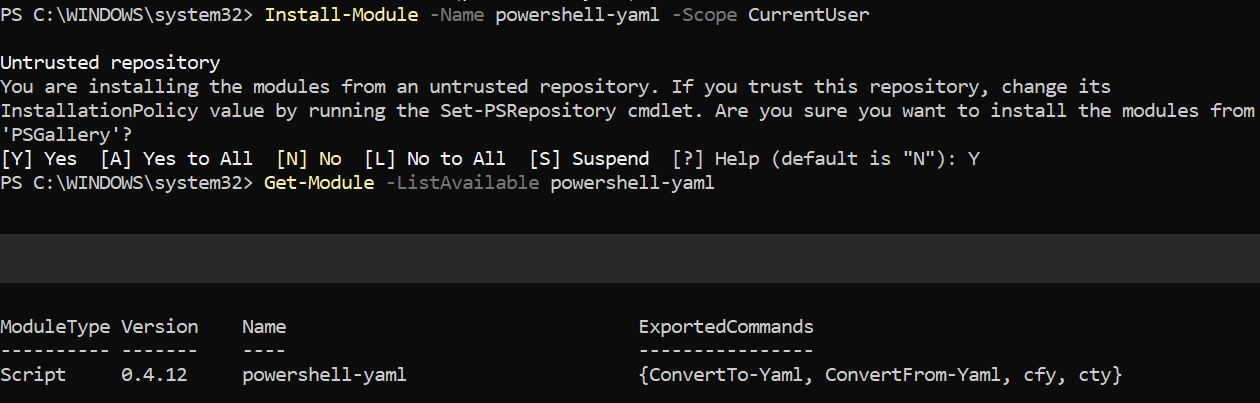 PS C:\WINDOWS\system32> Install-Module -Name powershell-yaml -Scope CurrentUser
Untrusted repository
You are installing the modules from an untrusted repository. If you trust this repository, change its
InstallationPolicy value by running the Set-PSRepository cmdlet. Are you sure you want to install the modules from
'PSGallery'?
[Y] Yes  [A] Yes to All  [N] No  [L] No to All  [S] Suspend  [?] Help (default is "N"): Y
PS C:\WINDOWS\system32> Get-Module -ListAvailable powershell-yaml
ModuleType Version    Name                                ExportedCommands
---------- -------    ----                                ----------------
Script     0.4.12     powershell-yaml                     {ConvertTo-Yaml, ConvertFrom-Yaml, cfy, cty}